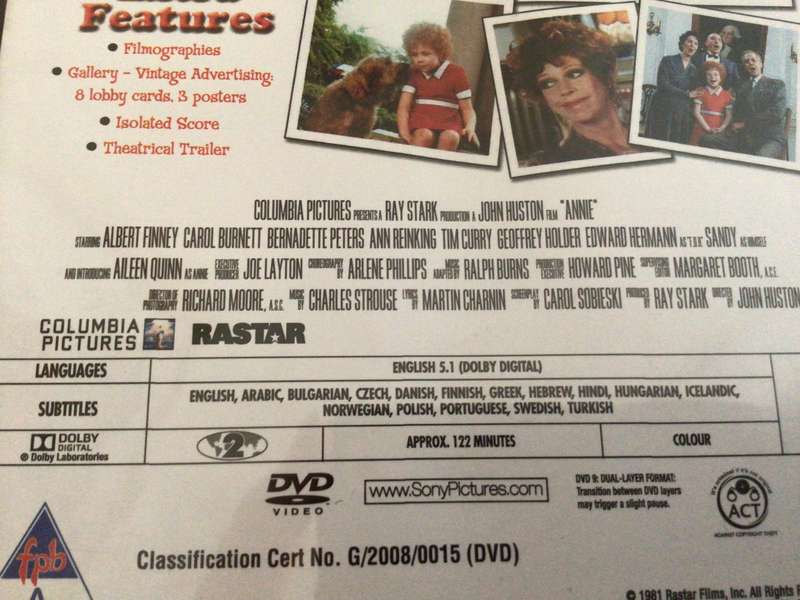 Features
• Filmographies
• Gallery – Vintage Advertising:
8 lobby cards, 3 posters
• Isolated Score
• Theatrical Trailer
COLUMBIA PICTURES PRESENTS A RAY STARK PRODUCTION A JOHN HUSTON FILM "ANNIE"
STARRING ALBERT FINNEY CAROL BURNETT BERNADETTE PETERS ANN REINKING TIM CURRY GEOFFREY HOLDER EDWARD HERMANN AS "F.D.R." SANDY AS HIMSELF
AND INTRODUCING AILEEN QUINN AS ANNIE EXECUTIVE PRODUCER JOE LAYTON CHOREOGRAPHY BY ARLENE PHILLIPS MUSIC ADAPTED BY RALPH BURNS PRODUCTION EXECUTIVE HOWARD PINE SUPERVISING EDITOR MARGARET BOOTH, A.C.E.
DIRECTOR OF PHOTOGRAPHY RICHARD MOORE, A.S.C. MUSIC BY CHARLES STROUSE LYRICS BY MARTIN CHARNIN SCREENPLAY BY CAROL SOBIESKI PRODUCED BY RAY STARK DIRECTED BY JOHN HUSTON
COLUMBIA PICTURES RASTAR
LANGUAGES ENGLISH 5.1 (DOLBY DIGITAL)
SUBTITLES ENGLISH, ARABIC, BULGARIAN, CZECH, DANISH, FINNISH, GREEK, HEBREW, HINDI, HUNGARIAN, ICELANDIC,
NORWEGIAN, POLISH, PORTUGUESE, SWEDISH, TURKISH
DOLBY DIGITAL 2 APPROX. 122 MINUTES COLOUR
® Dolby Laboratories
DVD VIDEO www.SonyPictures.com
DVD 9: DUAL-LAYER FORMAT:
Transition between DVD layers
may trigger a slight pause.
ACT
AGAINST COPYRIGHT THEFT
fpb
Classification Cert No. G/2008/0015 (DVD)
© 1981 Rastar Films, Inc. All Rights